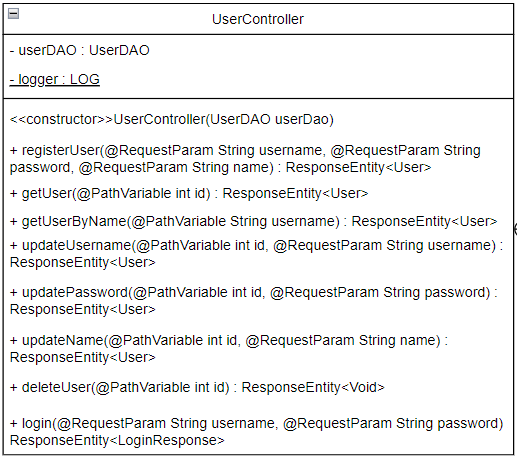 UserController
- userDAO : UserDAO
- logger : LOG
<<constructor>>UserController(UserDAO userDao)
+ registerUser(@RequestParam String username, @RequestParam String
password, @RequestParam String name) : ResponseEntity<User>
+ getUser(@PathVariable int id) : ResponseEntity<User>
+ getUserByName(@PathVariable String username) : ResponseEntity<User>
+ updateUsername(@PathVariable int id, @RequestParam String username) :
ResponseEntity<User>
+ updatePassword(@PathVariable int id, @RequestParam String password) :
ResponseEntity<User>
+ updateName(@PathVariable int id, @RequestParam String name) :
ResponseEntity<User>
+ deleteUser(@PathVariable int id) : ResponseEntity<Void>
+ login(@RequestParam String username, @RequestParam String password)
ResponseEntity<LoginResponse>